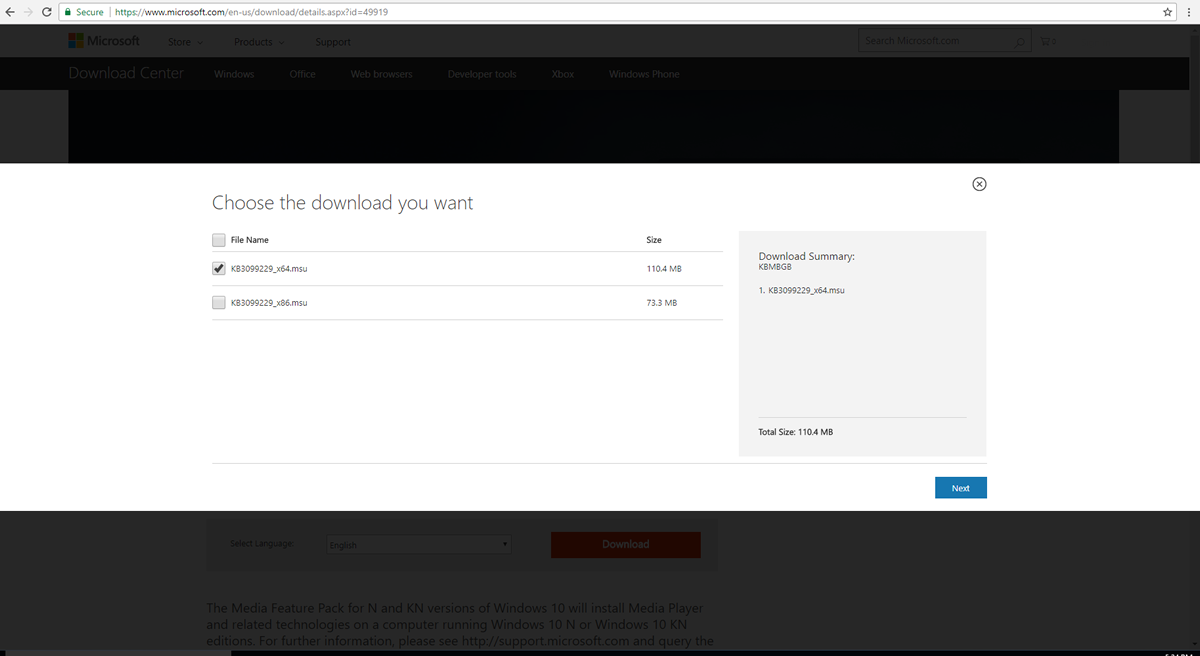 Secure https://www.microsoft.com/en-us/download/details.aspx?id=49919
Microsoft Store Products Support Search Microsoft.com 0
Download Center Windows Office Web browsers Developer tools Xbox Windows Phone
Choose the download you want
File Name Size
KB3099229_x64.msu 110.4 MB
KB3099229_x86.msu 73.3 MB
Download Summary:
KBMBGB
1. KB3099229_x64.msu
Total Size: 110.4 MB
Next
Select Language: English Download
The Media Feature Pack for N and KN versions of Windows 10 will install Media Player
and related technologies on a computer running Windows 10 N or Windows 10 KN
editions. For further information, please see http://support.microsoft.com and query the